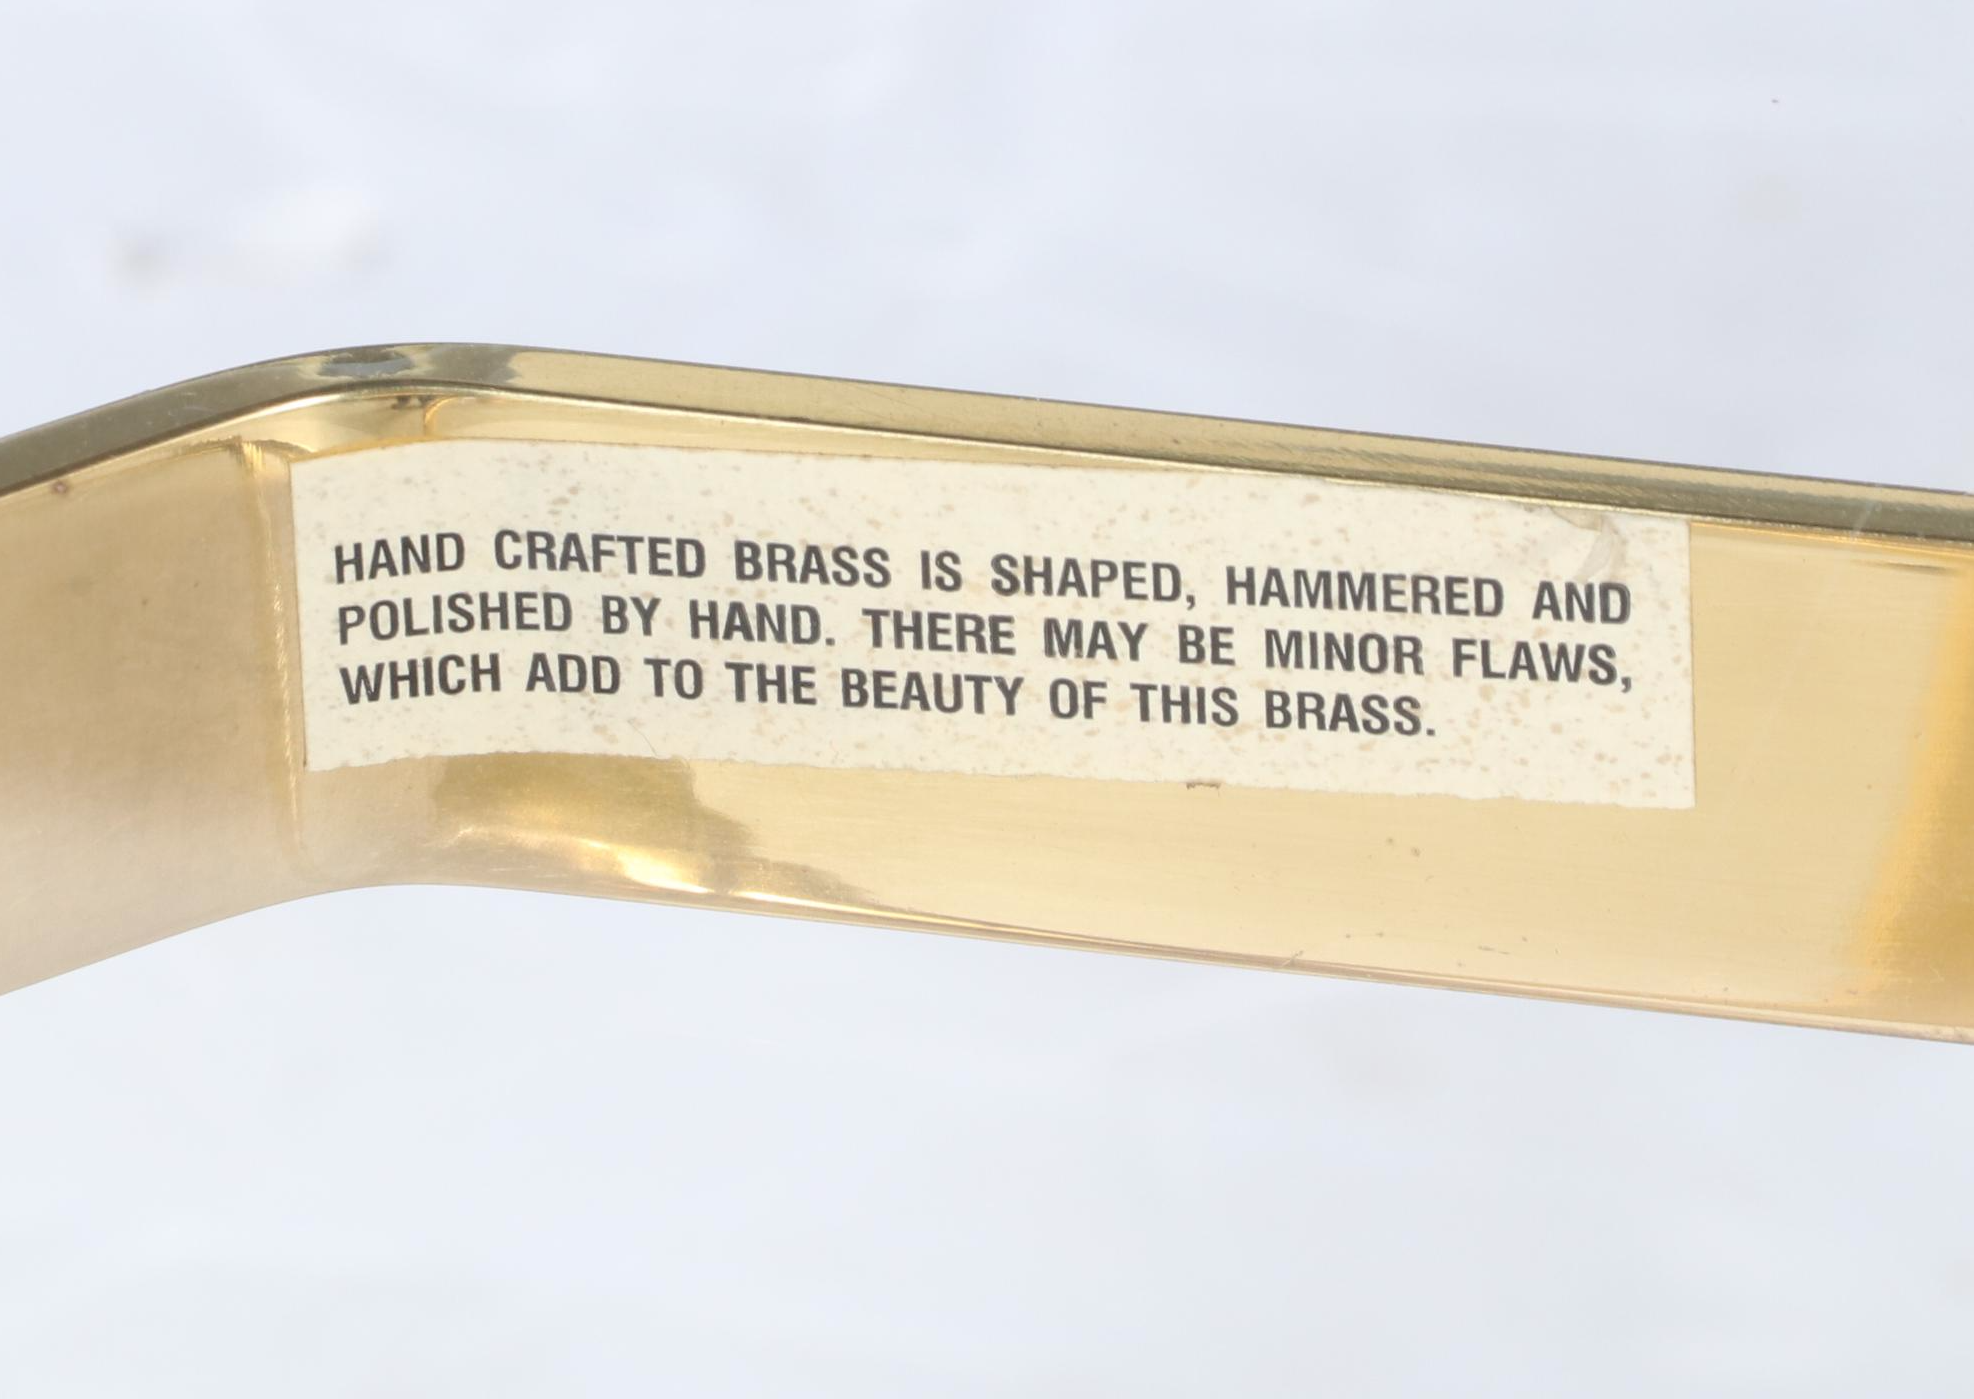 HAND CRAFTED BRASS IS SHAPED, HAMMERED AND
POLISHED BY HAND. THERE MAY BE MINOR FLAWS,
WHICH ADD TO THE BEAUTY OF THIS BRASS.